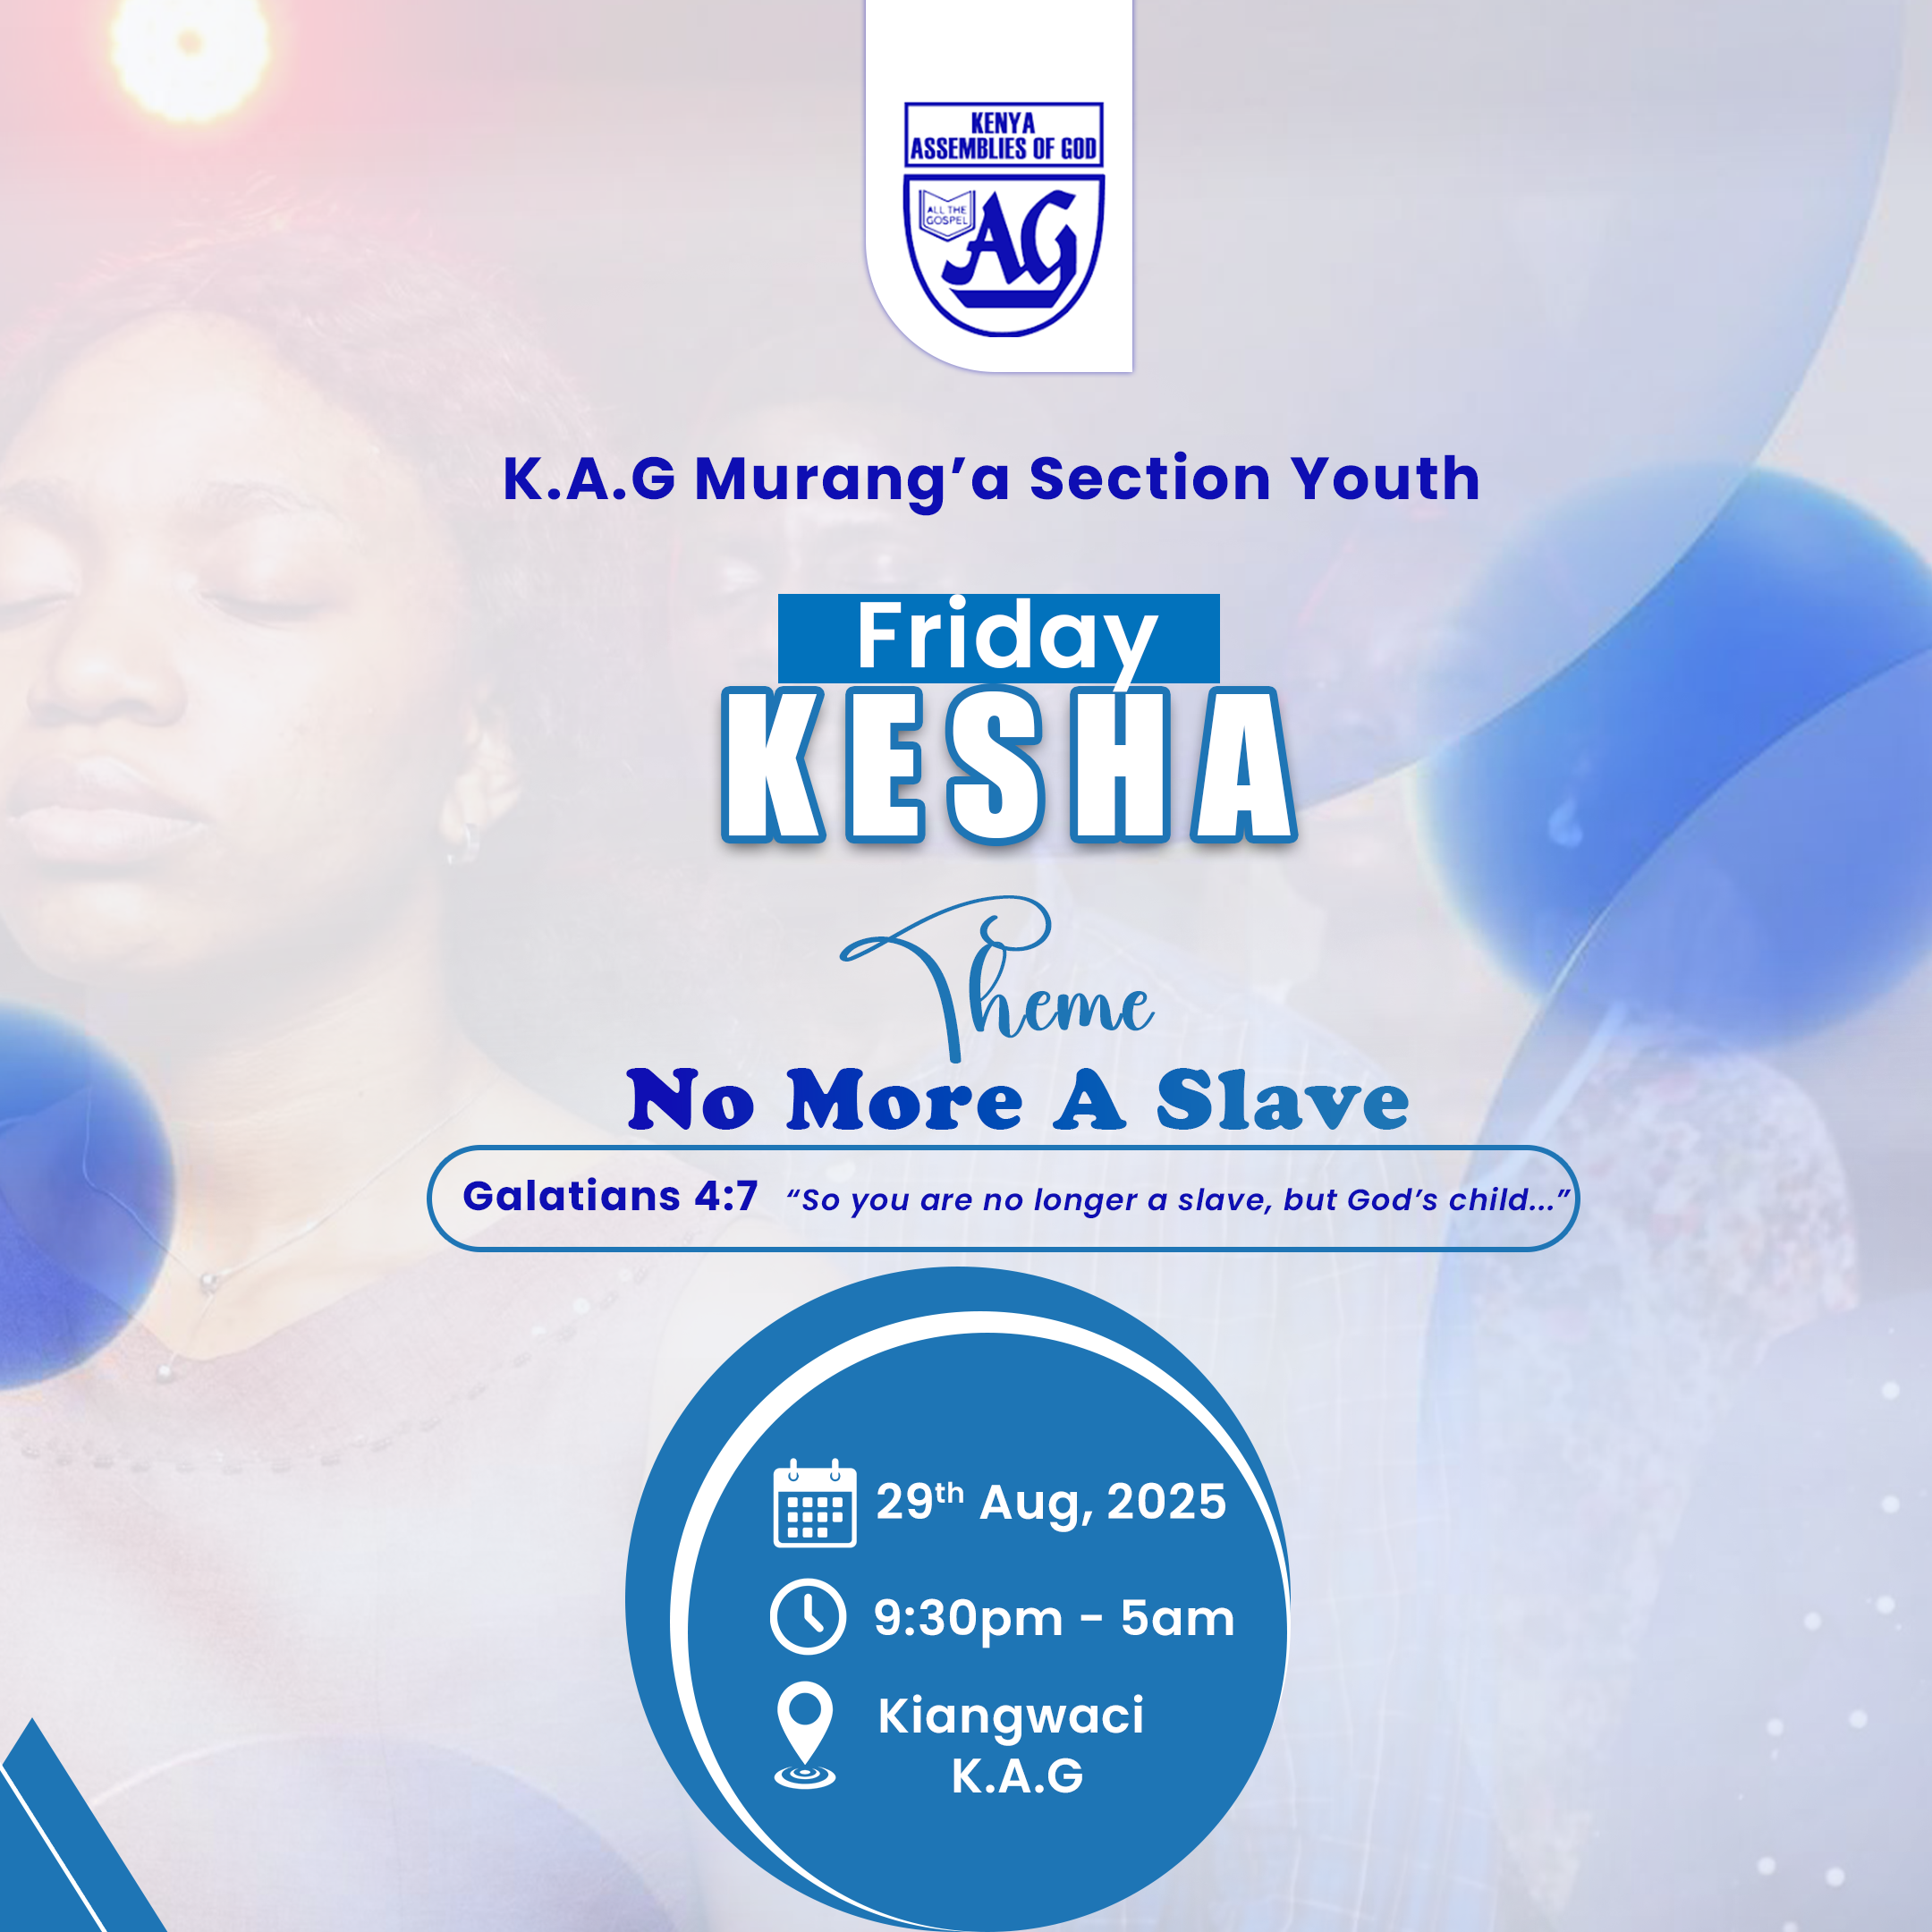 KENYA
ASSEMBLIES OF GOD
ALL THE
GOSPEL
AG
K.A.G Murang’a Section Youth
Friday
KESHA
Theme
No More A Slave
Galatians 4:7 “So you are no longer a slave, but God’s child...”
29th Aug, 2025
9:30pm - 5am
Kiangwaci
K.A.G